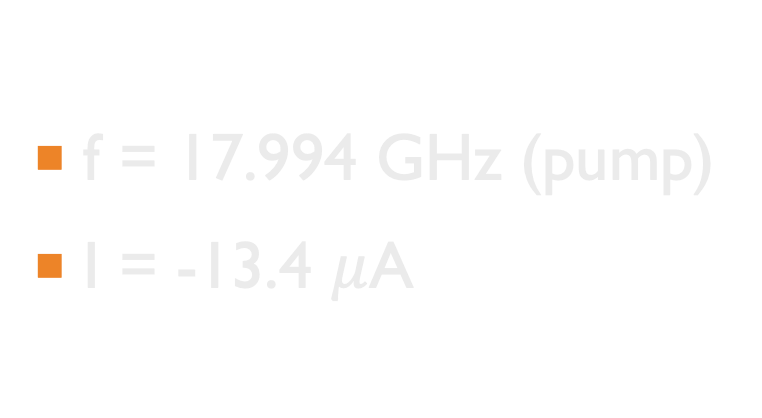 f = 17.994 GHz (pump)
I = -13.4 μA